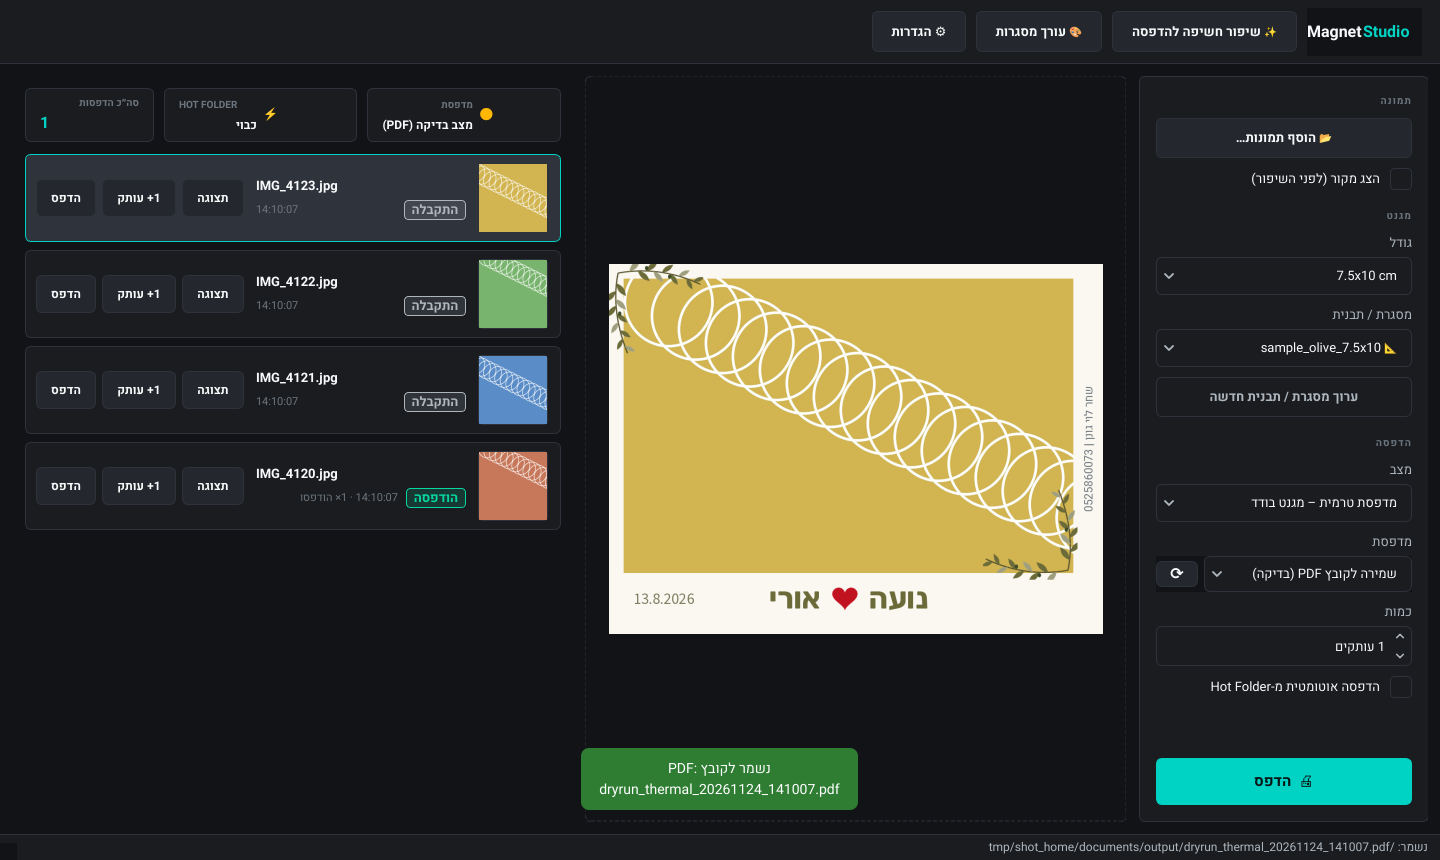 MagnetStudio
✨ שיפור חשיפה להדפסה
🎨 עורך מסגרות
⚙ הגדרות
תמונה
📂 הוסף תמונות...
הצג מקור (לפני השיפור)
מגנט
גודל
7.5x10 cm
מסגרת / תבנית
📐 sample_olive_7.5x10
ערוך מסגרת / תבנית חדשה
הדפסה
מצב
מדפסת טרמית – מגנט בודד
מדפסת
שמירה לקובץ PDF (בדיקה)
⟳
כמות
1 עותקים
הדפסה אוטומטית מ-Hot Folder
🖨 הדפס
שחר לוי גונן | 0525860073
נועה ❤ אורי
13.8.2026
נשמר לקובץ PDF:
dryrun_thermal_20261124_141007.pdf
מדפסת
מצב בדיקה (PDF)
⚡ HOT FOLDER
כבוי
סה״כ הדפסות
1
IMG_4123.jpg
התקבלה
14:10:07
תצוגה
+1 עותק
הדפס
IMG_4122.jpg
התקבלה
14:10:07
תצוגה
+1 עותק
הדפס
IMG_4121.jpg
התקבלה
14:10:07
תצוגה
+1 עותק
הדפס
IMG_4120.jpg
הודפסה
14:10:07 · 1× הודפסו
תצוגה
+1 עותק
הדפס
נשמר: /tmp/shot_home/documents/output/dryrun_thermal_20261124_141007.pdf